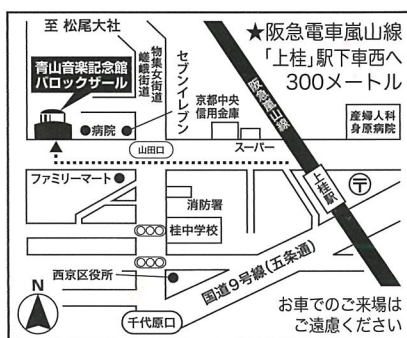 至 松尾大社
物集女街道
嵯峨街道
セブンイレブン
★阪急電車嵐山線
「上桂」駅下車西へ
300メートル
青山音楽記念館
バロックザール
病院
京都中央
信用金庫
阪急嵐山線
産婦人科
身原病院
山田口
スーパー
ファミリーマート
消防署
上桂駅
〒
桂中学校
西京区役所
国道9号線(五条通)
N
千代原口
お車でのご来場は
ご遠慮ください